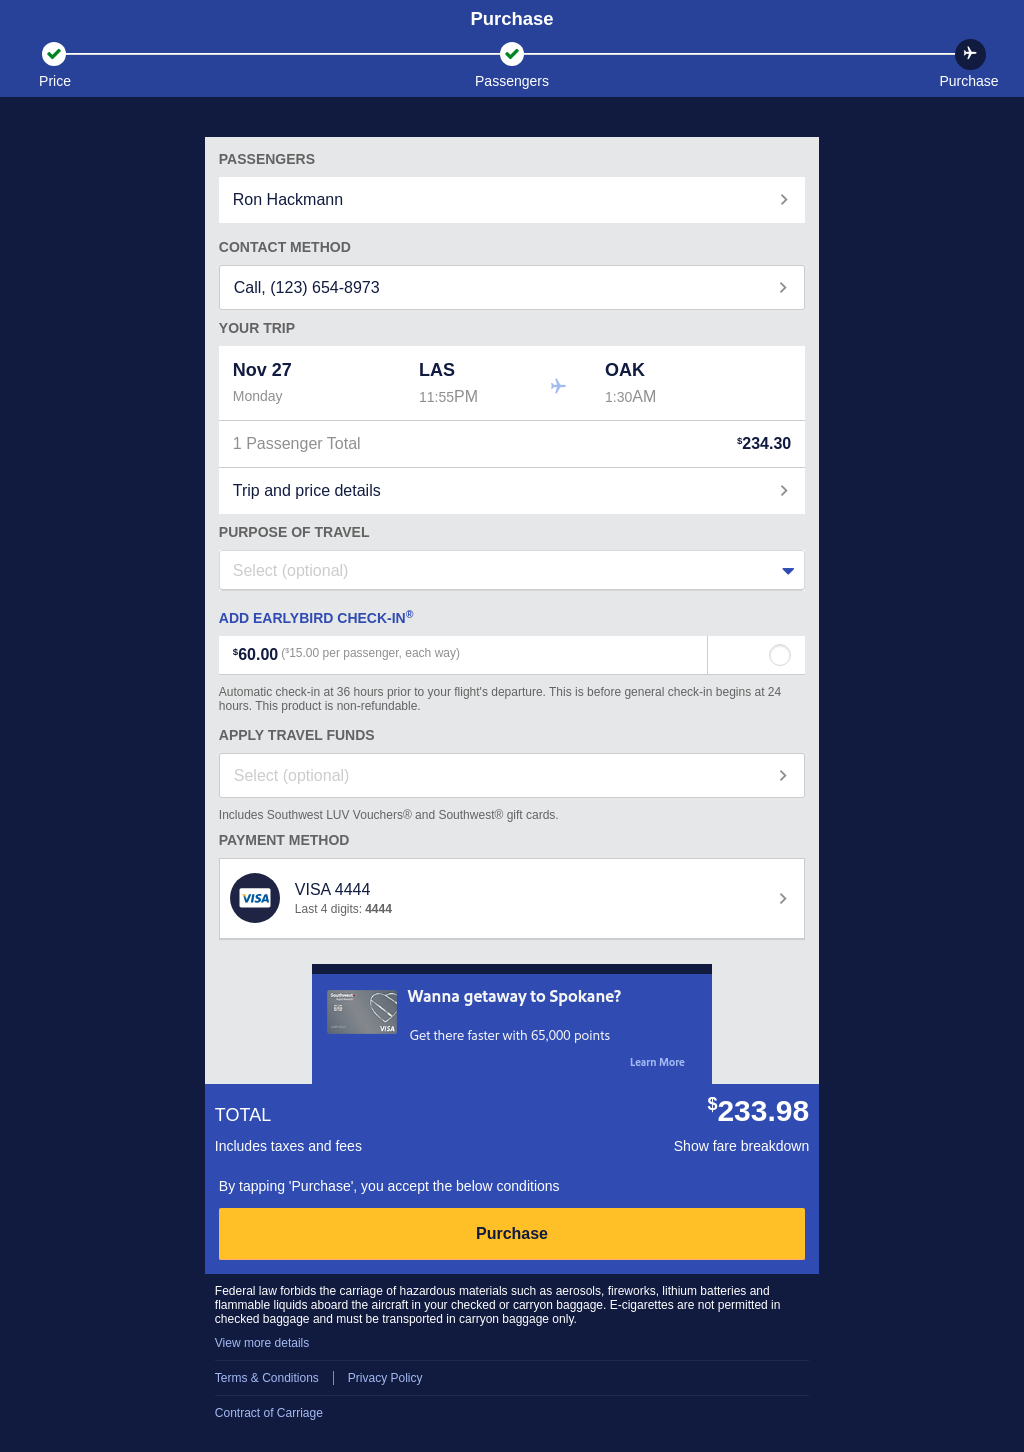 Purchase
Price
Passengers
Purchase
PASSENGERS
Ron Hackmann
CONTACT METHOD
Call, (123) 654-8973
YOUR TRIP
Nov 27 LAS OAK
Monday 11:55PM 1:30AM
1 Passenger Total $234.30
Trip and price details
PURPOSE OF TRAVEL
Select (optional)
ADD EARLYBIRD CHECK-IN®
$60.00 ($15.00 per passenger, each way)
Automatic check-in at 36 hours prior to your flight's departure. This is before general check-in begins at 24
hours. This product is non-refundable.
APPLY TRAVEL FUNDS
Select (optional)
Includes Southwest LUV Vouchers® and Southwest® gift cards.
PAYMENT METHOD
VISA
VISA 4444
Last 4 digits: 4444
Southwest
VISA
Wanna getaway to Spokane?
Get there faster with 65,000 points
Learn More
TOTAL $233.98
Includes taxes and fees Show fare breakdown
By tapping 'Purchase', you accept the below conditions
Purchase
Federal law forbids the carriage of hazardous materials such as aerosols, fireworks, lithium batteries and
flammable liquids aboard the aircraft in your checked or carryon baggage. E-cigarettes are not permitted in
checked baggage and must be transported in carryon baggage only.
View more details
Terms & Conditions Privacy Policy
Contract of Carriage